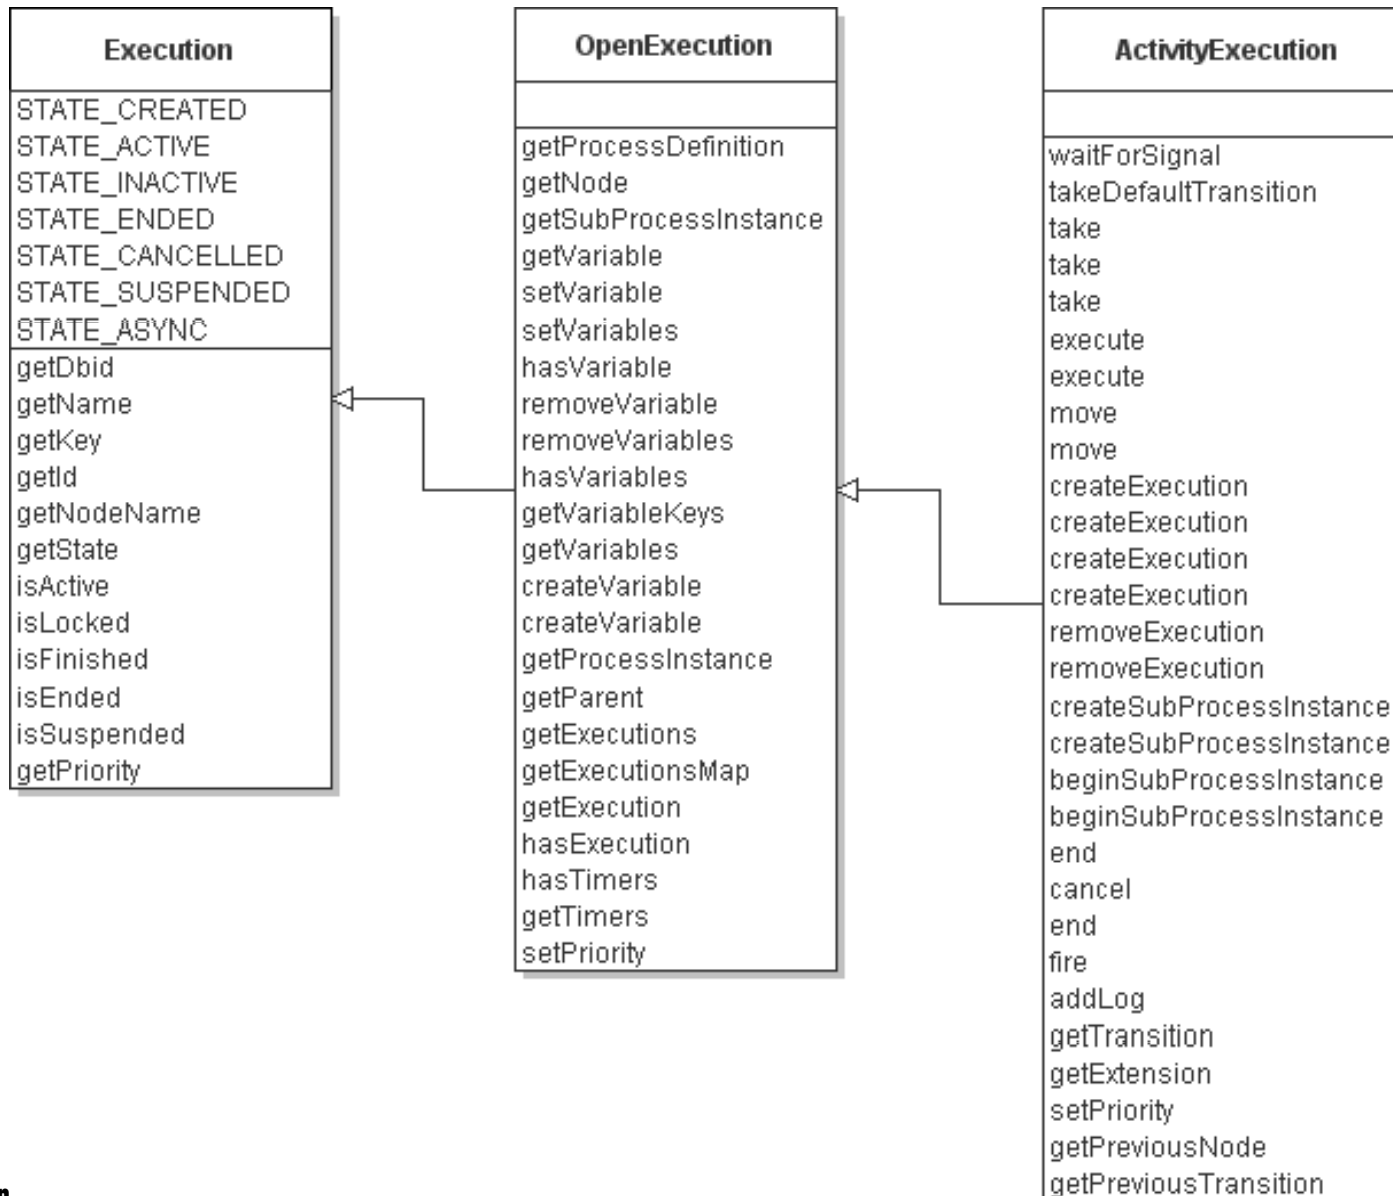 Execution
STATE_CREATED
STATE_ACTIVE
STATE_INACTIVE
STATE_ENDED
STATE_CANCELLED
STATE_SUSPENDED
STATE_ASYNC
getDbid
getName
getKey
getId
getNodeName
getState
isActive
isLocked
isFinished
isEnded
isSuspended
getPriority
OpenExecution
getProcessDefinition
getNode
getSubProcessInstance
getVariable
setVariable
setVariables
hasVariable
removeVariable
removeVariables
hasVariables
getVariableKeys
getVariables
createVariable
createVariable
getProcessInstance
getParent
getExecutions
getExecutionsMap
getExecution
hasExecution
hasTimers
getTimers
setPriority
ActivityExecution
waitForSignal
takeDefaultTransition
take
take
take
execute
execute
move
move
createExecution
createExecution
createExecution
createExecution
removeExecution
removeExecution
createSubProcessInstance
createSubProcessInstance
beginSubProcessInstance
beginSubProcessInstance
end
cancel
end
fire
addLog
getTransition
getExtension
setPriority
getPreviousNode
getPreviousTransition